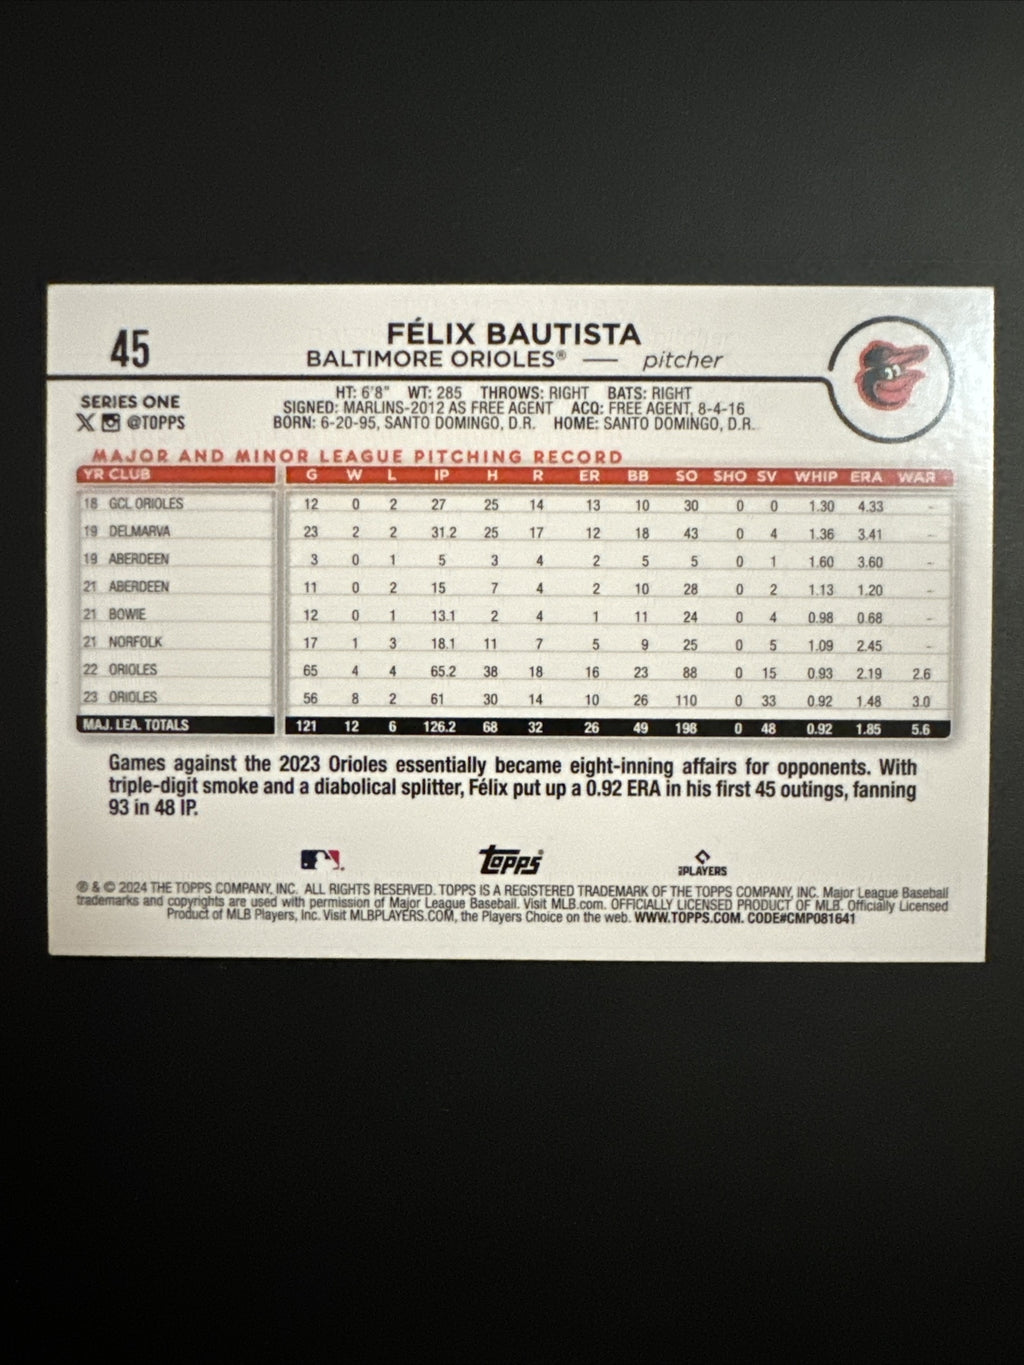 45
FÉLIX BAUTISTA
BALTIMORE ORIOLES® — pitcher
SERIES ONE
@TOPPS
HT: 6'8" WT: 285 THROWS: RIGHT BATS: RIGHT
SIGNED: MARLINS-2012 AS FREE AGENT ACQ: FREE AGENT, 8-4-16
BORN: 6-20-95, SANTO DOMINGO, D.R. HOME: SANTO DOMINGO, D.R.
MAJOR AND MINOR LEAGUE PITCHING RECORD
YR CLUB G W L IP H R ER BB SO SHO SV WHIP ERA WAR
18 GCL ORIOLES 12 0 2 27 25 14 13 10 30 0 0 1.30 4.33 -
19 DELMARVA 23 2 2 31.2 25 17 12 18 43 0 4 1.36 3.41 -
19 ABERDEEN 3 0 1 5 3 4 2 5 5 0 1 1.60 3.60 -
21 ABERDEEN 11 0 2 15 7 4 2 10 28 0 2 1.13 1.20 -
21 BOWIE 12 0 1 13.1 2 4 1 11 24 0 4 0.98 0.68 -
21 NORFOLK 17 1 3 18.1 11 7 5 9 25 0 5 1.09 2.45 -
22 ORIOLES 65 4 4 65.2 38 18 16 23 88 0 15 0.93 2.19 2.6
23 ORIOLES 56 8 2 61 30 14 10 26 110 0 33 0.92 1.48 3.0
MAJ. LEA. TOTALS 121 12 6 126.2 68 32 26 49 198 0 48 0.92 1.85 5.6
Games against the 2023 Orioles essentially became eight-inning affairs for opponents. With
triple-digit smoke and a diabolical splitter, Félix put up a 0.92 ERA in his first 45 outings, fanning
93 in 48 IP.
topps®
PLAYERS
® & © 2024 THE TOPPS COMPANY, INC. ALL RIGHTS RESERVED. TOPPS IS A REGISTERED TRADEMARK OF THE TOPPS COMPANY, INC. Major League Baseball
trademarks and copyrights are used with permission of Major League Baseball. Visit MLB.com. OFFICIALLY LICENSED PRODUCT OF MLB. Officially Licensed
Product of MLB Players, Inc. Visit MLBPLAYERS.COM, the Players Choice on the web. WWW.TOPPS.COM. CODE#CMP081641